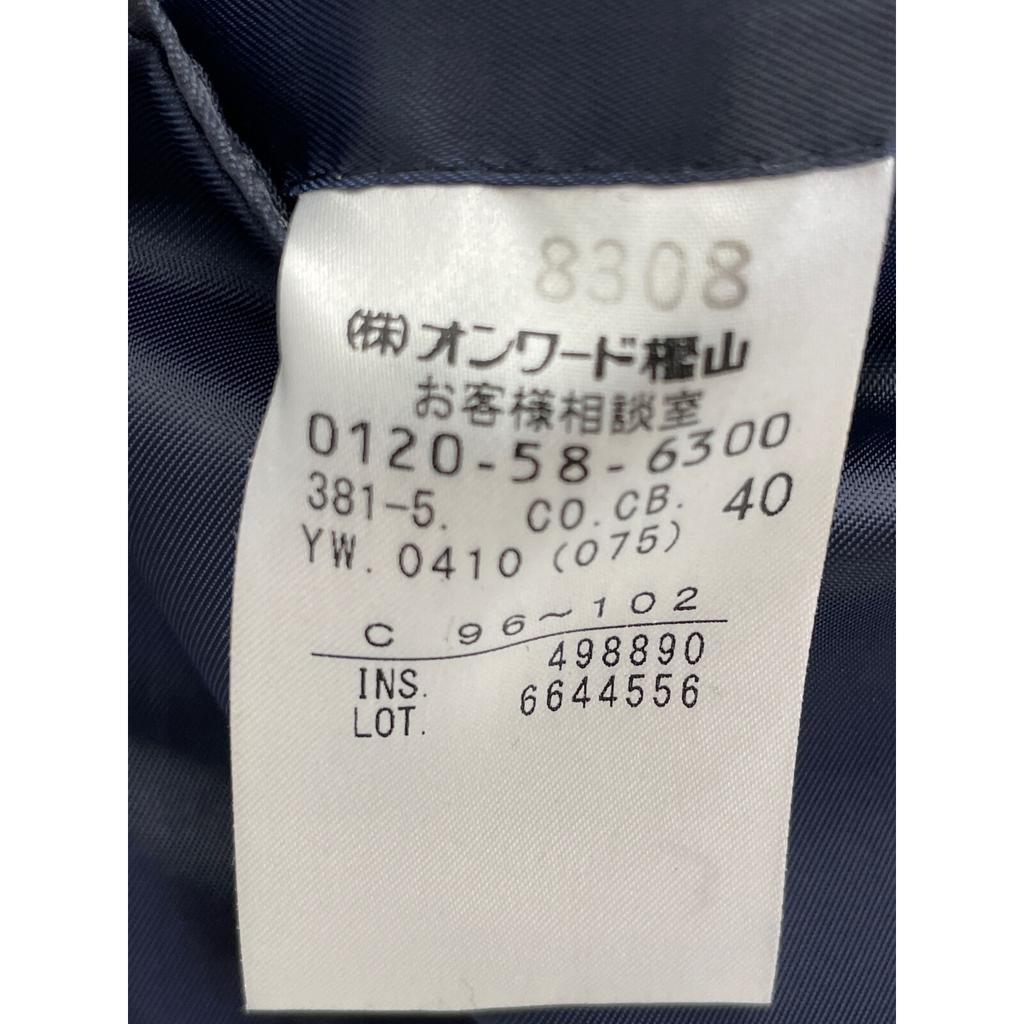 8308
(株)オンワード樫山
お客様相談室
0120-58-6300
381-5. CO.CB. 40
YW. 0410 (075)
C 96~102
INS. 498890
LOT. 6644556